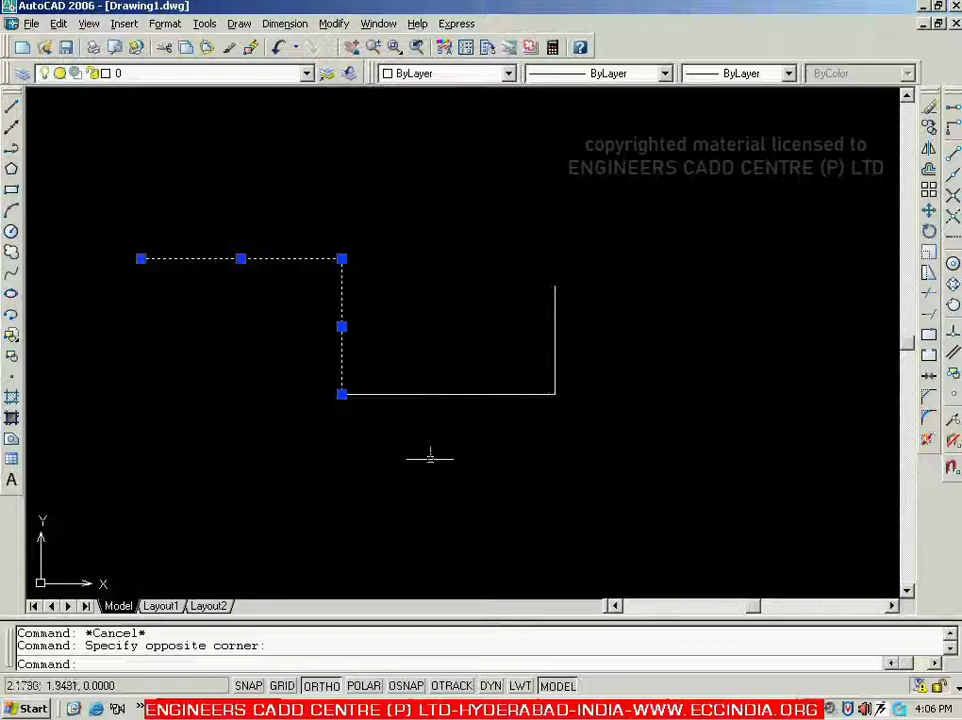 AutoCAD 2006 - [Drawing1.dwg]
File Edit View Insert Format Tools Draw Dimension Modify Window Help Express
0 ByLayer ByLayer ByLayer ByColor
copyrighted material licensed to
ENGINEERS CADD CENTRE (P) LTD
A
Y
X
Model Layout1 Layout2
Command: *Cancel*
Command: Specify opposite corner:
Command:
SNAP GRID ORTHO POLAR OSNAP OTRACK DYN LWT MODEL
Start » ENGINEERS CADD CENTRE (P) LTD-HYDERABAD-INDIA-WWW. ECCINDIA.ORG 4:06 PM